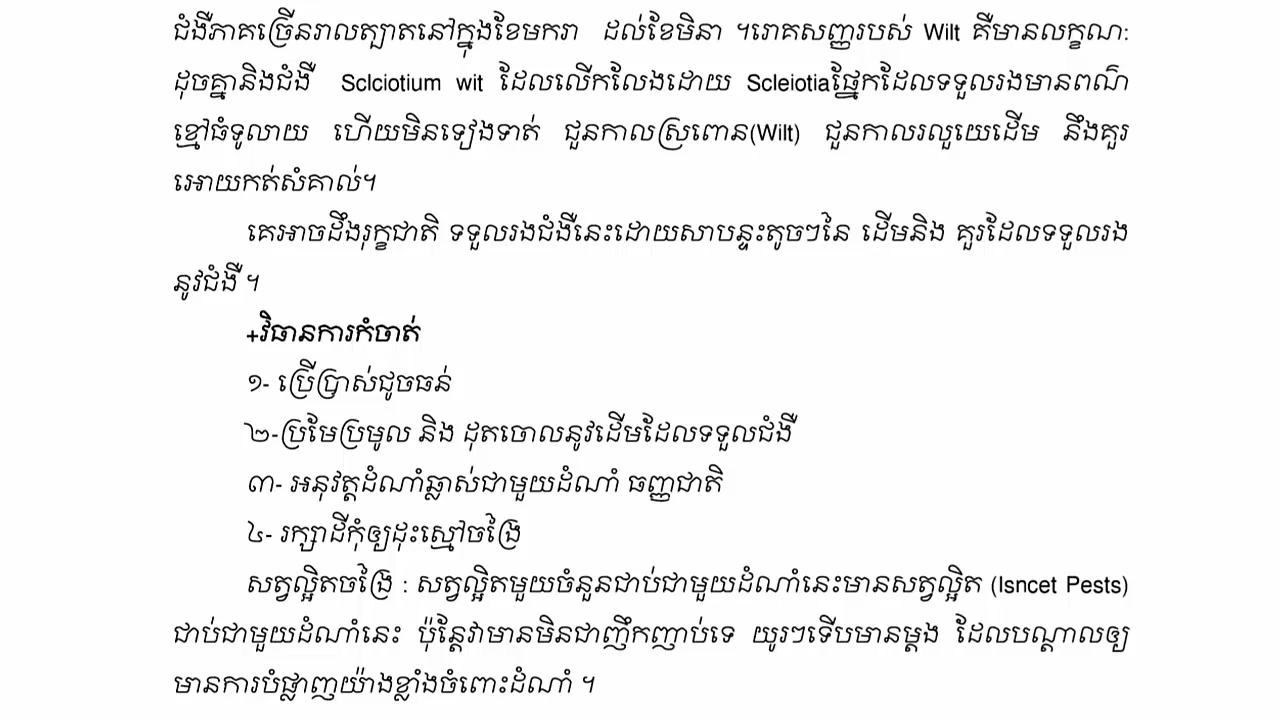 ជំងឺភាគច្រើនរាលត្បាតនៅក្នុងខែមករា ដល់ខែមិនា ។រោគសញ្ញរបស់ Wilt គឺមានលក្ខណ:
ដុចគ្នានិងជំងឺ Sclciotium wit ដែលលើកលែងដោយ Scleiotiaផ្នែកដែលទទួលរងមានពណ៌
ខ្មៅធំទូលាយ ហើយមិនទៀងទាត់ ជួនកាលស្រពោន(Wilt) ជួនកាលរលួយដើម នឹងគួរ
អោយកត់សំគាល់។
គេអាចដឹងរុក្ខជាតិ ទទួលរងជំងឺនេះដោយសាបន្ទះតូចៗនៃ ដើមនិង គួរដែលទទួលរង
នូវជំងឺ ។
+វិធានការកំចាត់
១- ប្រើប្រាស់ជូចធន់
២-ប្រមែប្រមូល និង ដុតចោលនូវដើមដែលទទួលជំងឺ
៣- អនុវត្តដំណាំឆ្លាស់ជាមួយដំណាំ ធញ្ញជាតិ
៤- រក្សាដីកុំឲ្យដុះស្មៅចង្រៃ
សត្វល្អិតចង្រៃ : សត្វល្អិតមួយចំនួនជាប់ជាមួយដំណាំនេះមានសត្វល្អិត (Isncet Pests)
ជាប់ជាមួយដំណាំនេះ ប៉ុន្តែវាមានមិនជាញឹកញាប់ទេ យូរៗទើបមានម្តង ដែលបណ្តាលឲ្យ
មានការបំផ្លាញយ៉ាងខ្លាំងចំពោះដំណាំ ។